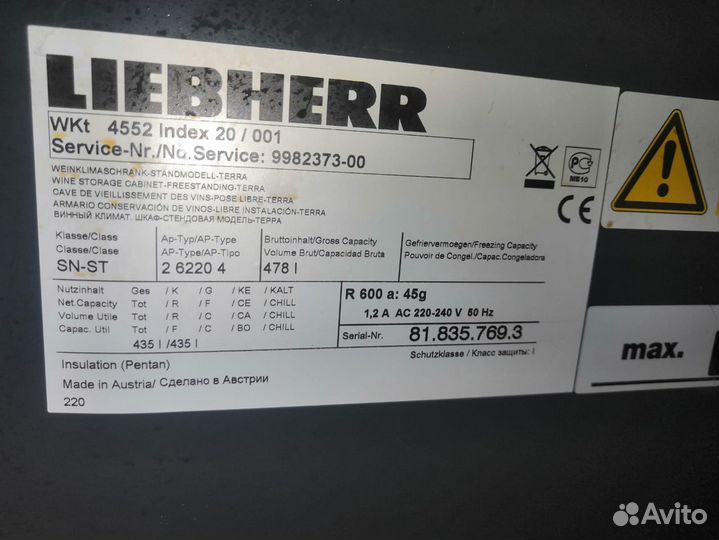 LIEBHERR
WKt 4552 Index 20 / 001
Service-Nr./No.Service: 9982373-00
WEINKLIMASCHRANK-STANDMODELL-TERRA
WINE STORAGE CABINET-FREESTANDING-TERRA
CAVE DE VIEILLISSEMENT DES VINS-POSE LIBRE-TERRA
ARMARIO CONSERVACIÓN DE VINOS-LIBRE INSTALACIÓN-TERRA
ВИННЫЙ КЛИМАТ. ШКАФ-СТЕНДОВАЯ МОДЕЛЬ-ТЕРРА
PC
ME10
CE
Klasse/Class Ap-Typ/AP-Type Bruttoinhalt/Gross Capacity Gefriervermoegen/Freezing Capacity
Classe/Clase AP-Type/AP-Tipo Volume Brut/Capacidad Bruta Pouvoir de Congel./Capac.Congeladora
SN-ST 2 6220 4 478 l
Nutzinhalt Ges / K / G / KE / KALT
Net.Capacity Tot / R / F / CE / CHILL
Volume Utile Tot / R / C / CA / CHILL
Capac. Util Tot / F / C / BO / CHILL
435 l /435 l
R 600 a: 45g
1,2 A AC 220-240 V 50 Hz
Serial-Nr. 81.835.769.3
Schutzklasse / Класс защиты: I
Insulation (Pentan)
Made in Austria/ Сделано в Австрии
220
max.
Avito